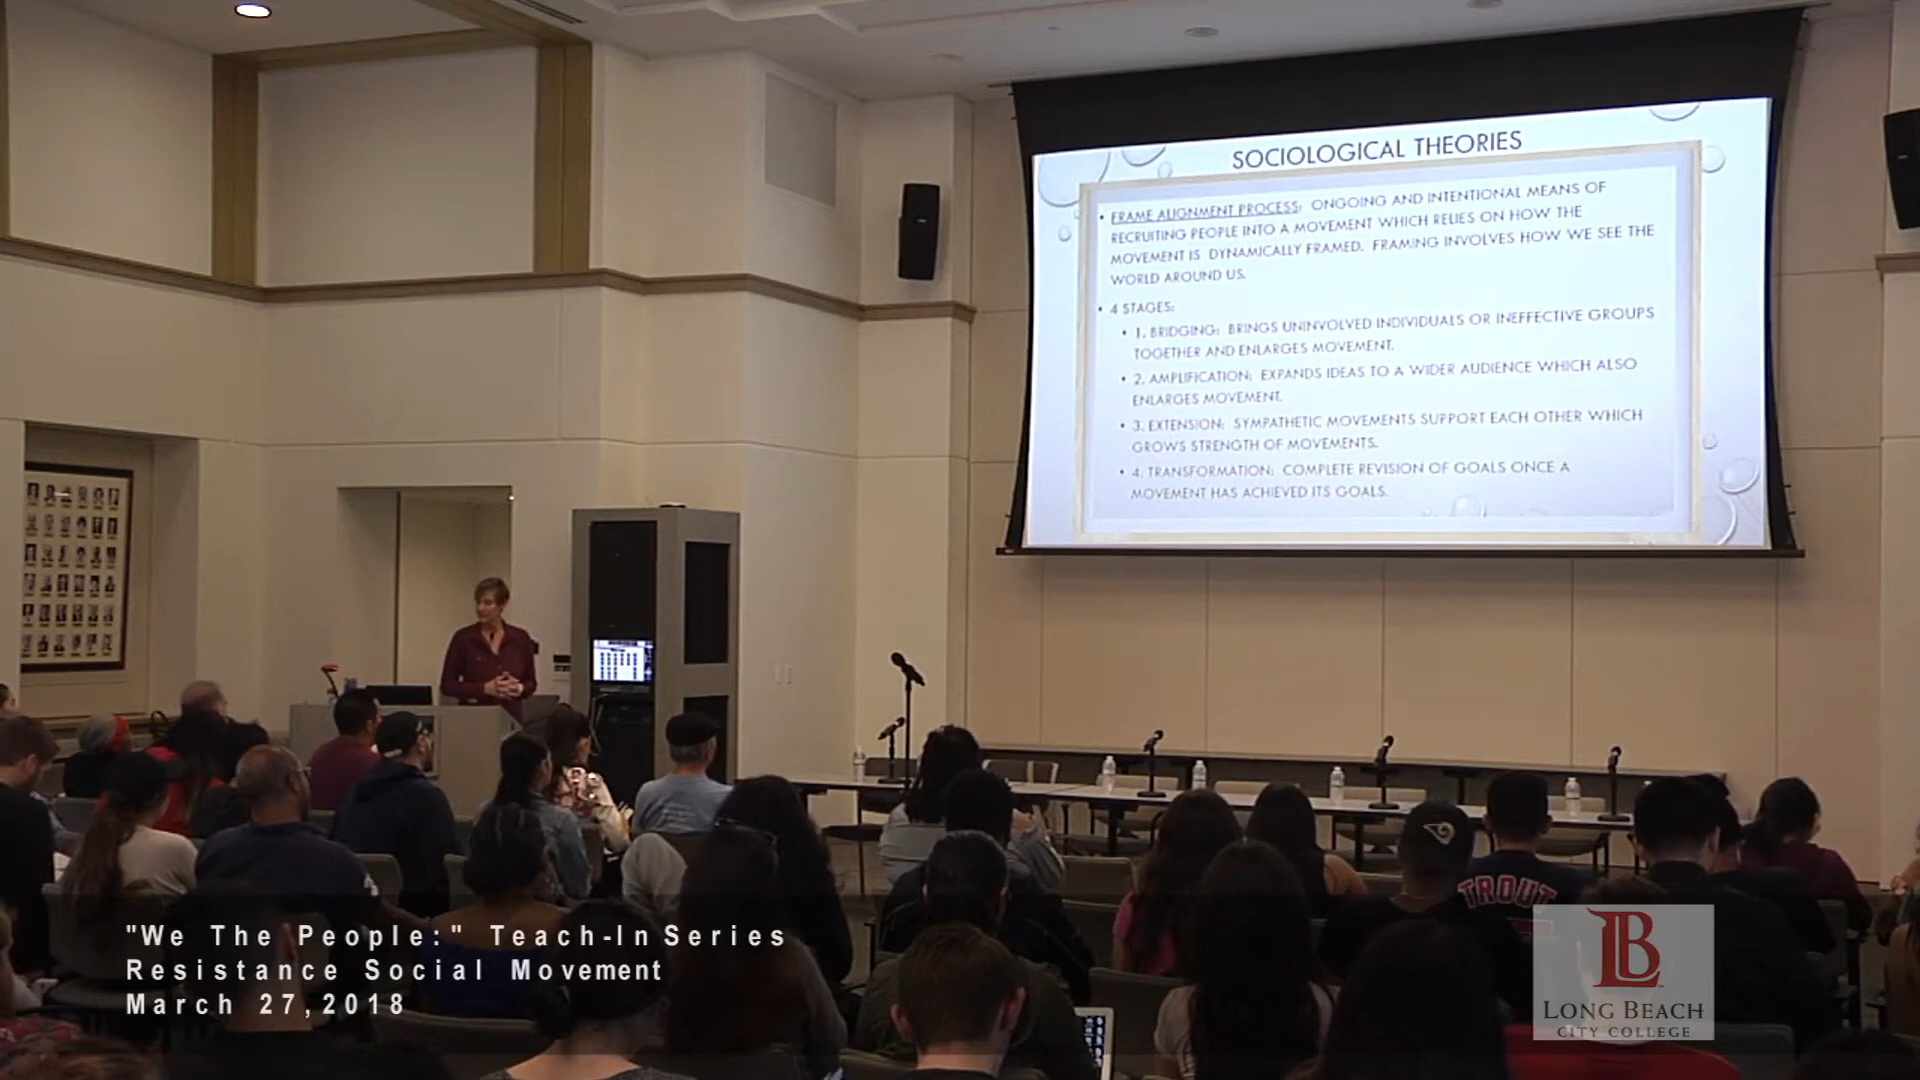 SOCIOLOGICAL THEORIES
• FRAME ALIGNMENT PROCESS: ONGOING AND INTENTIONAL MEANS OF
RECRUITING PEOPLE INTO A MOVEMENT WHICH RELIES ON HOW THE
MOVEMENT IS DYNAMICALLY FRAMED. FRAMING INVOLVES HOW WE SEE THE
WORLD AROUND US.
• 4 STAGES:
• 1. BRIDGING: BRINGS UNINVOLVED INDIVIDUALS OR INEFFECTIVE GROUPS
TOGETHER AND ENLARGES MOVEMENT.
• 2. AMPLIFICATION: EXPANDS IDEAS TO A WIDER AUDIENCE WHICH ALSO
ENLARGES MOVEMENT.
• 3. EXTENSION: SYMPATHETIC MOVEMENTS SUPPORT EACH OTHER WHICH
GROWS STRENGTH OF MOVEMENTS.
• 4. TRANSFORMATION: COMPLETE REVISION OF GOALS ONCE A
MOVEMENT HAS ACHIEVED ITS GOALS.
TROUT
"We The People:" Teach-In Series
Resistance Social Movement
March 27, 2018
LB
LONG BEACH
CITY COLLEGE